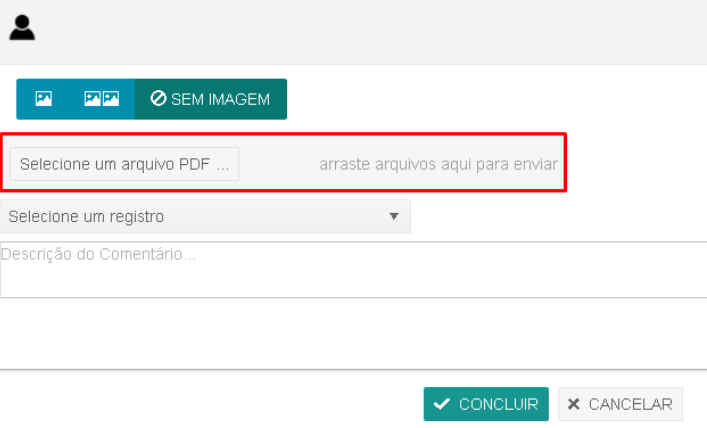 SEM IMAGEM
Selecione um arquivo PDF ... arraste arquivos aqui para enviar
Selecione um registro
Descrição do Comentário...
CONCLUIR CANCELAR